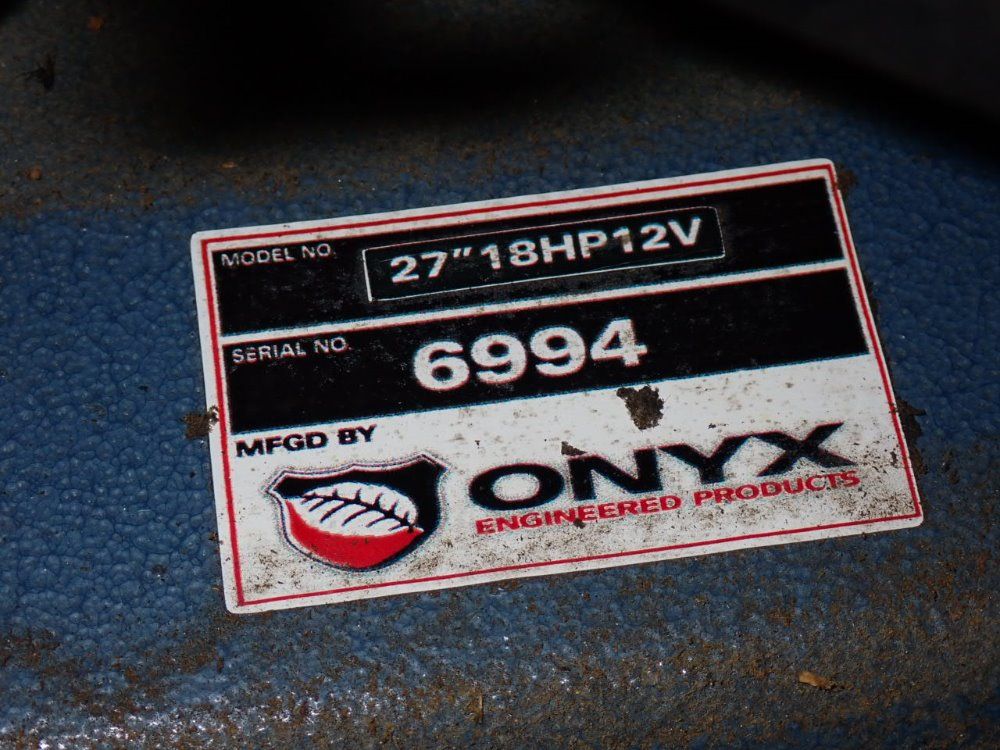 MODEL NO. 27" 18HP12V
SERIAL NO. 6994
MFGD BY
ONYX
ENGINEERED PRODUCTS